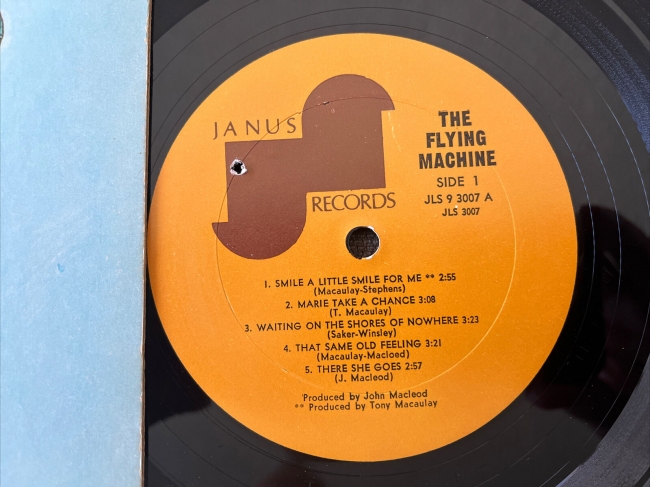 JANUS
RECORDS
THE
FLYING
MACHINE
SIDE 1
JLS 9 3007 A
JLS 3007
1. SMILE A LITTLE SMILE FOR ME ** 2:55
(Macaulay-Stephens)
2. MARIE TAKE A CHANCE 3:08
(T. Macaulay)
3. WAITING ON THE SHORES OF NOWHERE 3:23
(Saker-Winsley)
4. THAT SAME OLD FEELING 3:21
(Macaulay-Macloed)
5. THERE SHE GOES 2:57
(J. Macleod)
*Produced by John Macleod
** Produced by Tony Macaulay